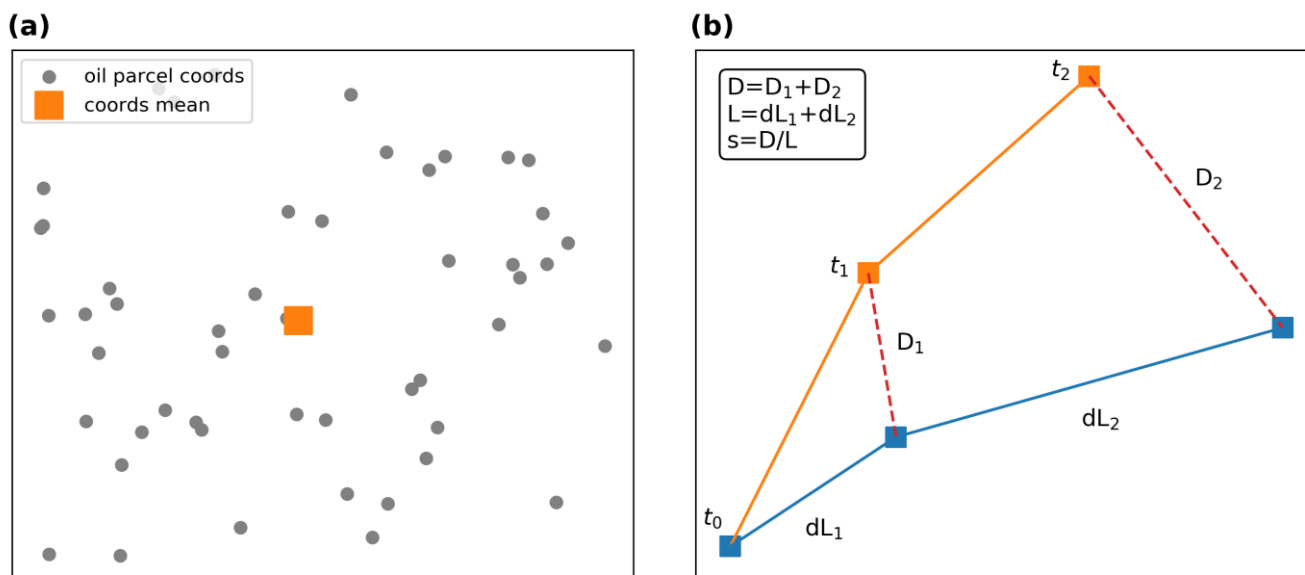 (a)
oil parcel coords
coords mean
(b)
D=D₁+D₂
L=dL₁+dL₂
s=D/L
t₂
D₂
t₁
D₁
dL₂
t₀
dL₁